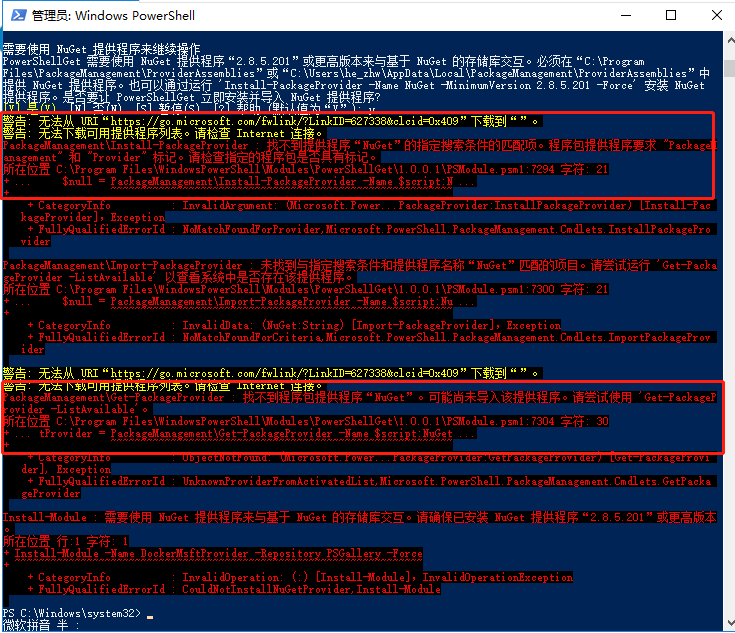 管理员: Windows PowerShell
需要使用 NuGet 提供程序来继续操作
PowerShellGet 需要使用 NuGet 提供程序“2.8.5.201”或更高版本来与基于 NuGet 的存储库交互。必须在“C:\Program
Files\PackageManagement\ProviderAssemblies”或“C:\Users\he_zhw\AppData\Local\PackageManagement\ProviderAssemblies”中
提供 NuGet 提供程序。也可以通过运行 'Install-PackageProvider -Name NuGet -MinimumVersion 2.8.5.201 -Force' 安装 NuGet
提供程序。是否要让 PowerShellGet 立即安装并导入 NuGet 提供程序?
[Y] 是(Y)  [N] 否(N)  [S] 暂停(S)  [?] 帮助 (默认值为“Y”): y
警告: 无法从 URI“https://go.microsoft.com/fwlink/?LinkID=627338&clcid=0x409”下载到“”。
警告: 无法下载可用提供程序列表。请检查 Internet 连接。
PackageManagement\Install-PackageProvider : 找不到提供程序“NuGet”的指定搜索条件的匹配项。程序包提供程序要求“PackageM
anagement”和“Provider”标记。请检查指定的程序包是否具有标记。
所在位置 C:\Program Files\WindowsPowerShell\Modules\PowerShellGet\1.0.0.1\PSModule.psm1:7294 字符: 21
+ ...     $null = PackageManagement\Install-PackageProvider -Name $script:N ...
+
+ CategoryInfo          : InvalidArgument: (Microsoft.Power...PackageProvider:InstallPackageProvider) [Install-Pac
kageProvider], Exception
+ FullyQualifiedErrorId : NoMatchFoundForProvider,Microsoft.PowerShell.PackageManagement.Cmdlets.InstallPackagePro
vider
PackageManagement\Import-PackageProvider : 未找到与指定搜索条件和提供程序名称“NuGet”匹配的项目。请尝试运行 'Get-Packa
geProvider -ListAvailable' 以查看系统中是否存在该提供程序。
所在位置 C:\Program Files\WindowsPowerShell\Modules\PowerShellGet\1.0.0.1\PSModule.psm1:7300 字符: 21
+ ...     $null = PackageManagement\Import-PackageProvider -Name $script:Nu ...
+
+ CategoryInfo          : InvalidData: (NuGet:String) [Import-PackageProvider], Exception
+ FullyQualifiedErrorId : NoMatchFoundForCriteria,Microsoft.PowerShell.PackageManagement.Cmdlets.ImportPackageProv
ider
警告: 无法从 URI“https://go.microsoft.com/fwlink/?LinkID=627338&clcid=0x409”下载到“”。
警告: 无法下载可用提供程序列表。请检查 Internet 连接。
PackageManagement\Get-PackageProvider : 找不到程序包提供程序“NuGet”。可能尚未导入该提供程序。请尝试使用 'Get-PackageP
rovider -ListAvailable'。
所在位置 C:\Program Files\WindowsPowerShell\Modules\PowerShellGet\1.0.0.1\PSModule.psm1:7304 字符: 30
+ ... tProvider = PackageManagement\Get-PackageProvider -Name $script:NuGet ...
+
+ CategoryInfo          : ObjectNotFound: (Microsoft.Power...PackageProvider:GetPackageProvider) [Get-PackageProvi
der], Exception
+ FullyQualifiedErrorId : UnknownProviderFromActivatedList,Microsoft.PowerShell.PackageManagement.Cmdlets.GetPacka
geProvider
Install-Module : 需要使用 NuGet 提供程序来与基于 NuGet 的存储库交互。请确保已安装 NuGet 提供程序“2.8.5.201”或更高版本
。
所在位置 行:1 字符: 1
+ Install-Module -Name DockerMsftProvider -Repository PSGallery -Force
+
+ CategoryInfo          : InvalidOperation: (:) [Install-Module], InvalidOperationException
+ FullyQualifiedErrorId : CouldNotInstallNuGetProvider,Install-Module
PS C:\Windows\system32>
微软拼音 半 :